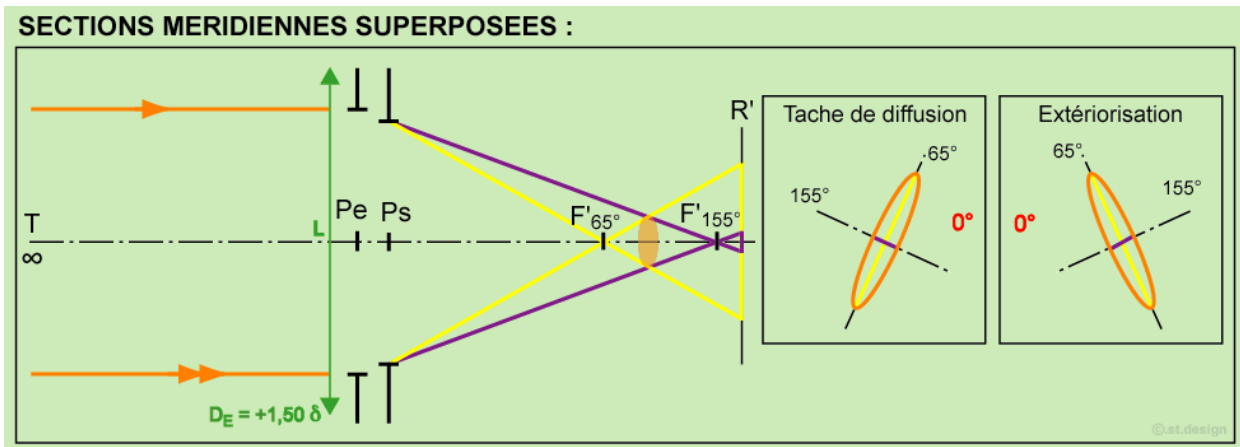 SECTIONS MERIDIENNES SUPERPOSEES :
T
∞
L
D_E = +1,50 δ
Pe
Ps
F'65°
F'155°
R'
Tache de diffusion
65°
155°
0°
Extériorisation
65°
155°
0°
©.st.design